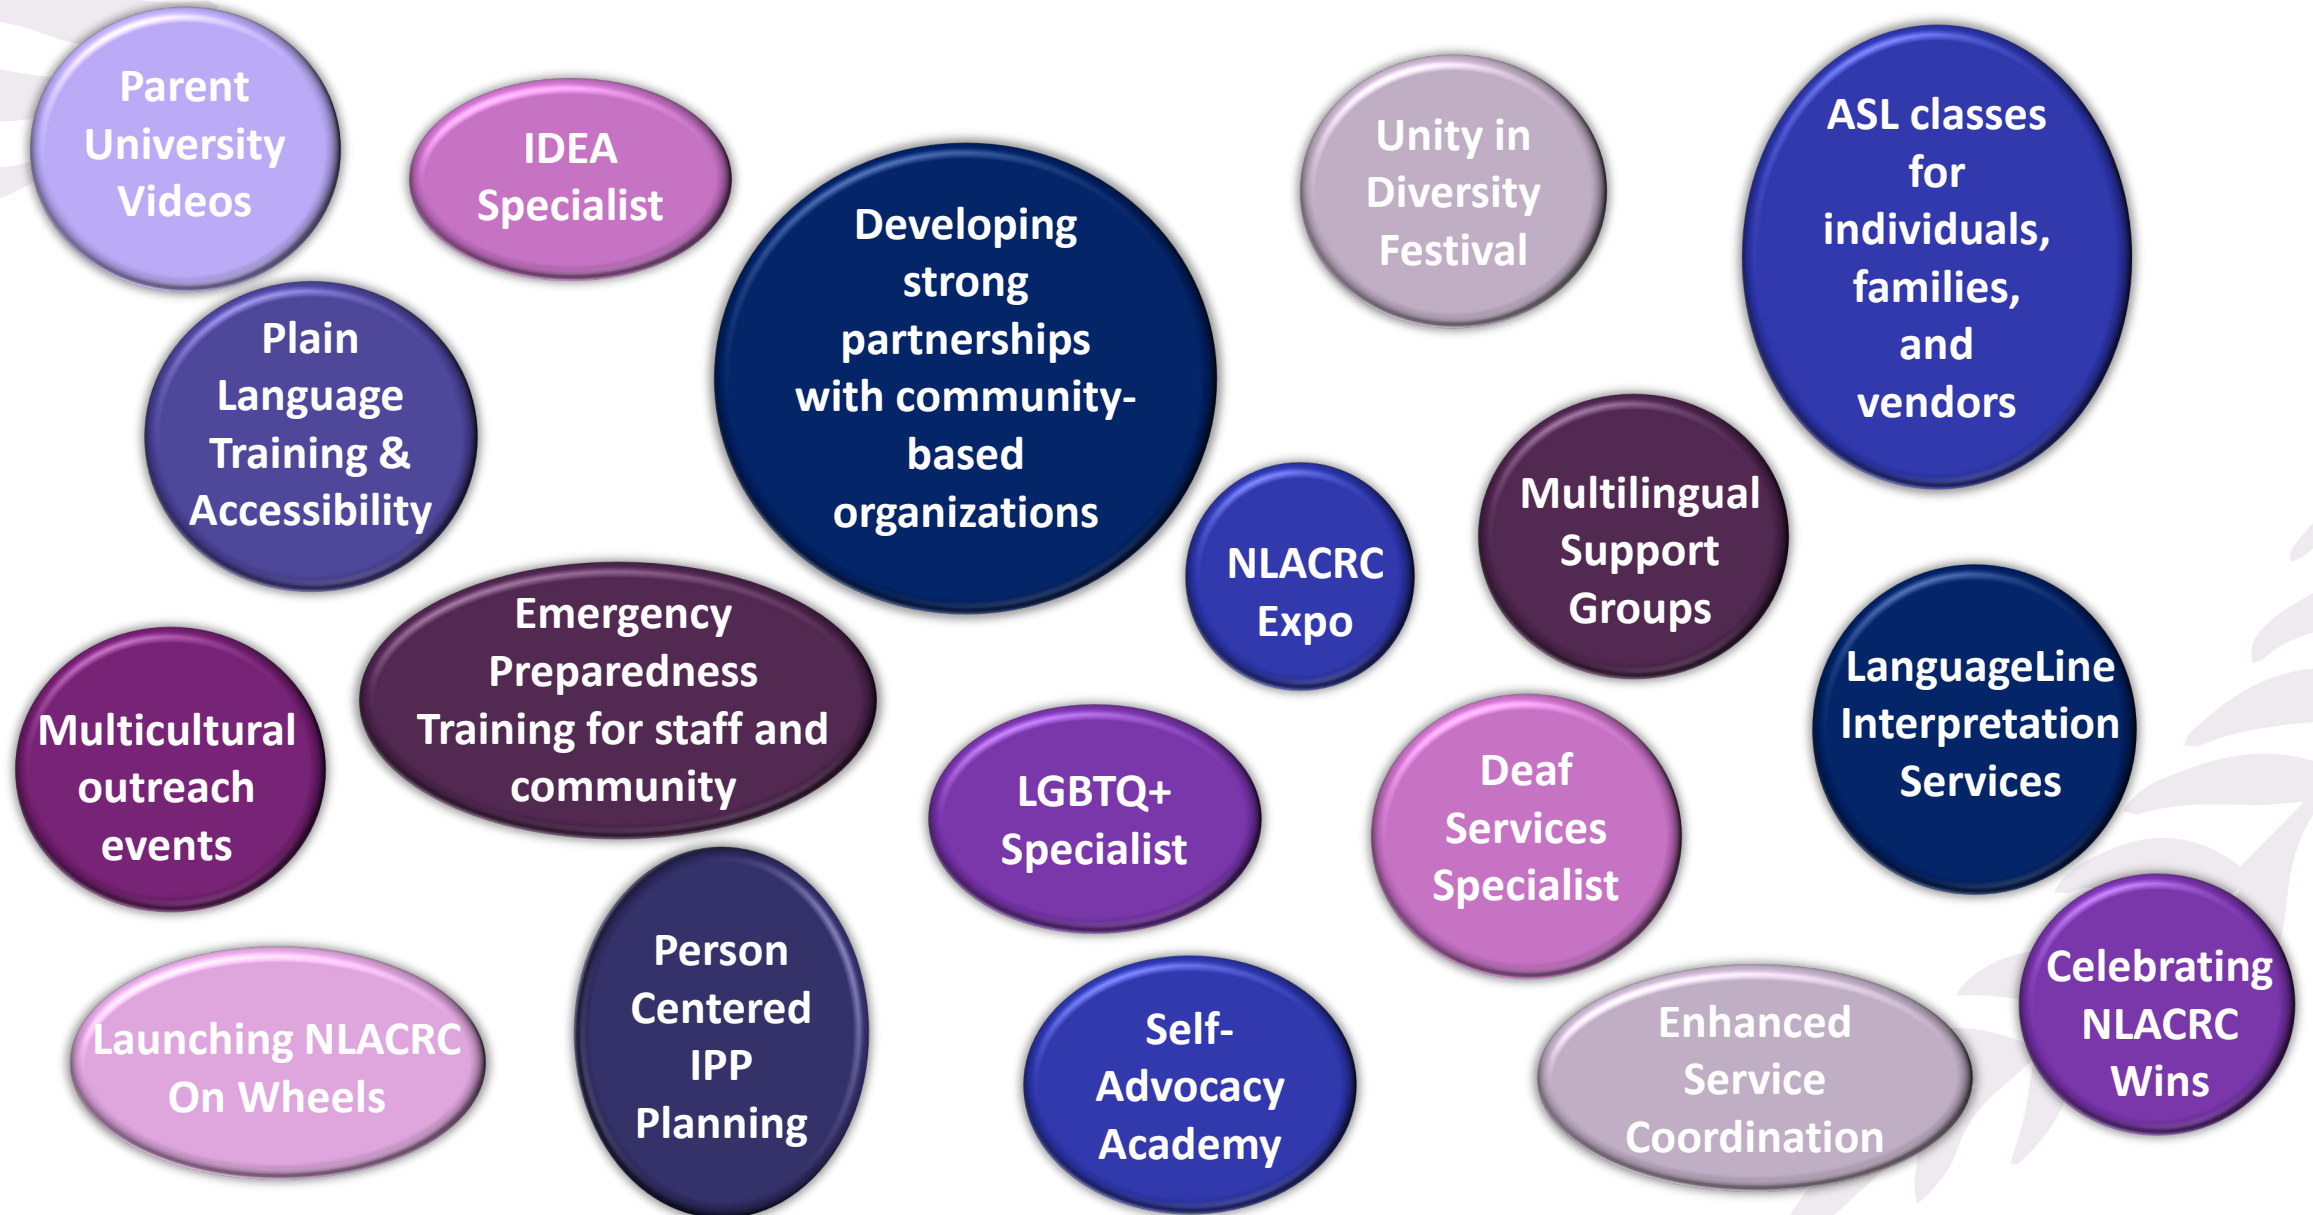 Parent
University
Videos
IDEA
Specialist
Developing
strong
partnerships
with community-
based
organizations
Unity in
Diversity
Festival
ASL classes
for
individuals,
families,
and
vendors
Plain
Language
Training &
Accessibility
NLACRC
Expo
Multilingual
Support
Groups
Emergency
Preparedness
Training for staff and
community
LanguageLine
Interpretation
Services
Multicultural
outreach
events
LGBTQ+
Specialist
Deaf
Services
Specialist
Launching NLACRC
On Wheels
Person
Centered
IPP
Planning
Self-
Advocacy
Academy
Enhanced
Service
Coordination
Celebrating
NLACRC
Wins